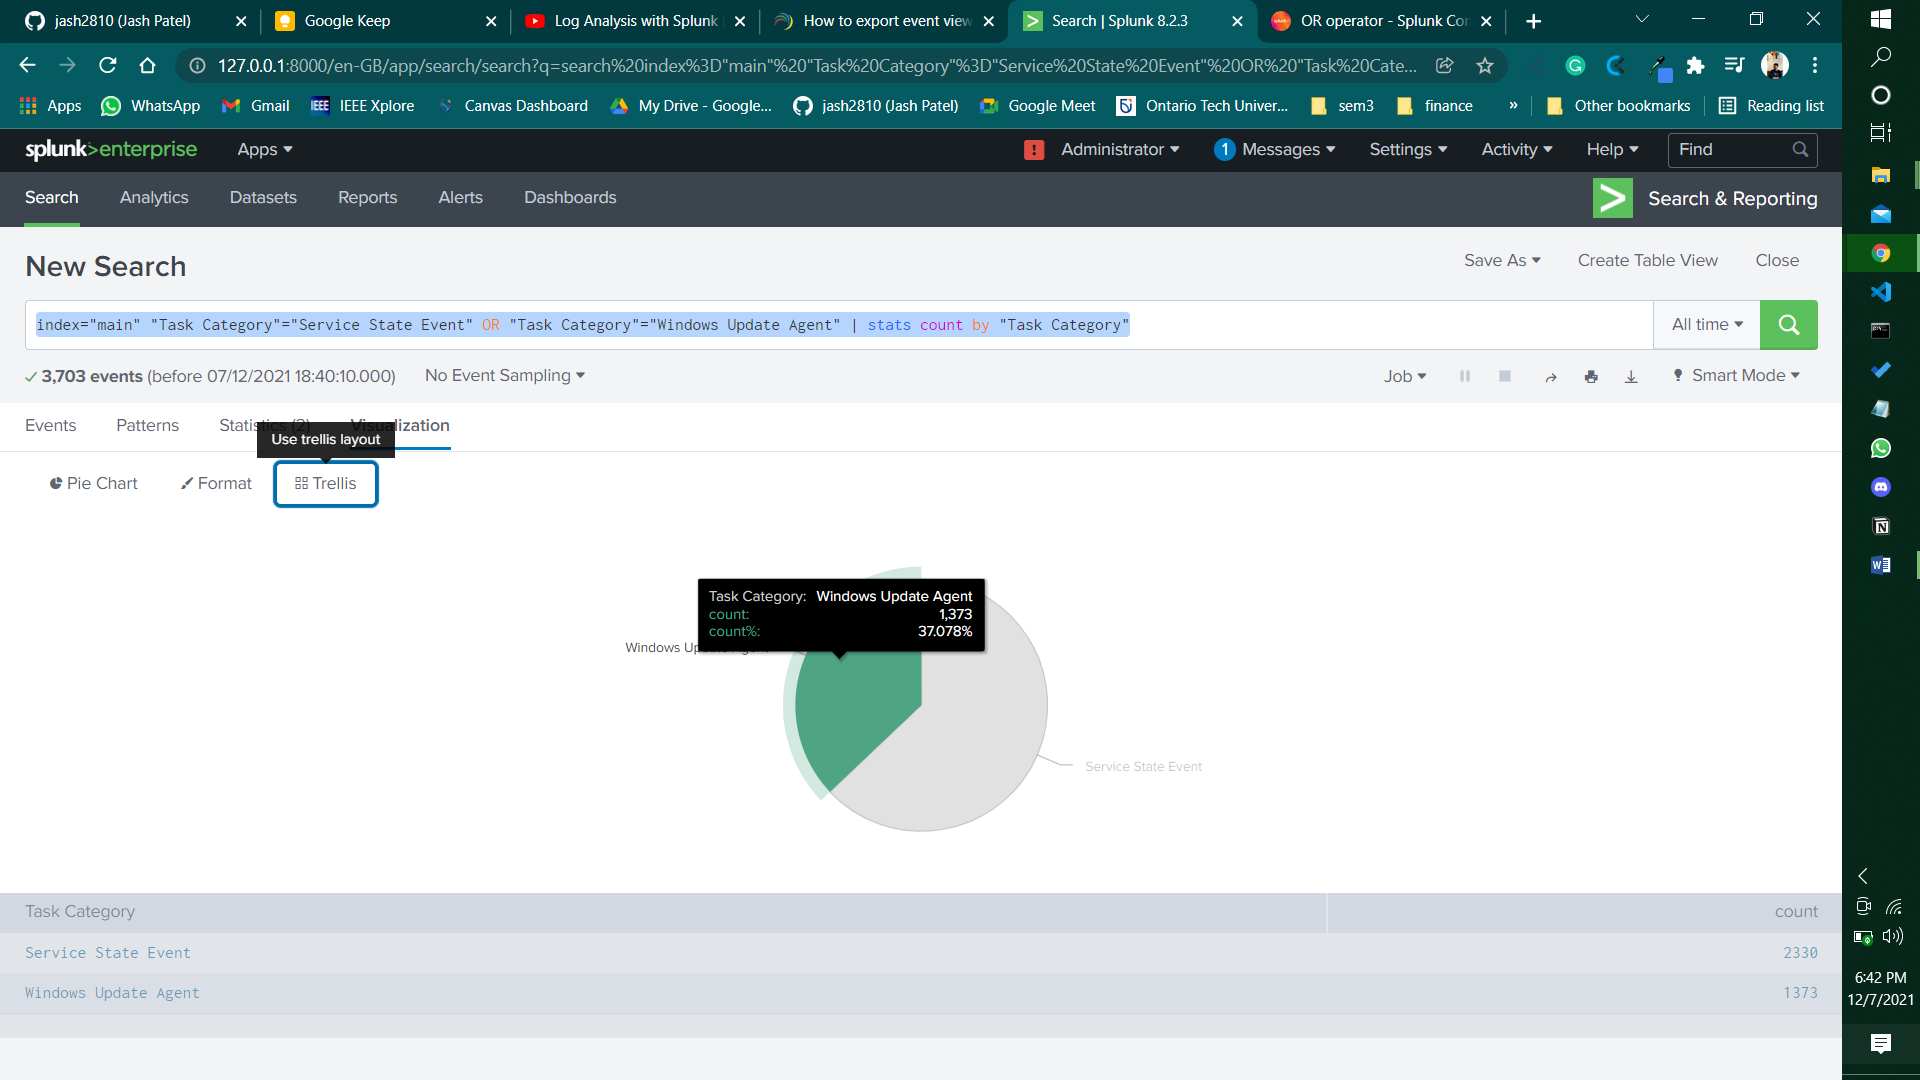 jash2810 (Jash Patel)
Google Keep
Log Analysis with Splunk
How to export event view
Search | Splunk 8.2.3
OR operator - Splunk Con
127.0.0.1:8000/en-GB/app/search/search?q=search%20index%3D"main"%20"Task%20Category"%3D"Service%20State%20Event"%20OR%20"Task%20Cate...
Apps
WhatsApp
Gmail
IEEE Xplore
Canvas Dashboard
My Drive - Google...
jash2810 (Jash Patel)
Google Meet
Ontario Tech Univer...
sem3
finance
»
Other bookmarks
Reading list
splunk>enterprise
Apps
Administrator
1 Messages
Settings
Activity
Help
Find
Search
Analytics
Datasets
Reports
Alerts
Dashboards
Search & Reporting
New Search
Save As
Create Table View
Close
index="main" "Task Category"="Service State Event" OR "Task Category"="Windows Update Agent" | stats count by "Task Category"
All time
3,703 events (before 07/12/2021 18:40:10.000)
No Event Sampling
Job
Smart Mode
Events
Patterns
Statistics (2)
Visualization
Use trellis layout
Pie Chart
Format
Trellis
Task Category: Windows Update Agent
count: 1,373
count%: 37.078%
Windows Update Agent
Service State Event
Task Category count
Service State Event 2330
Windows Update Agent 1373
6:42 PM
12/7/2021